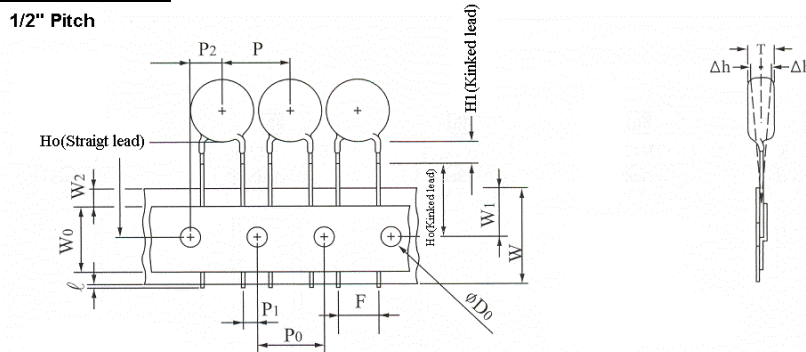 1/2" Pitch
P2
P
H1(Kinked lead)
T
Δh
Δh
Ho(Straigt lead)
W2
W0
Ho(Kinked lead)
W1
W
ℓ
P1
F
øD0
P0